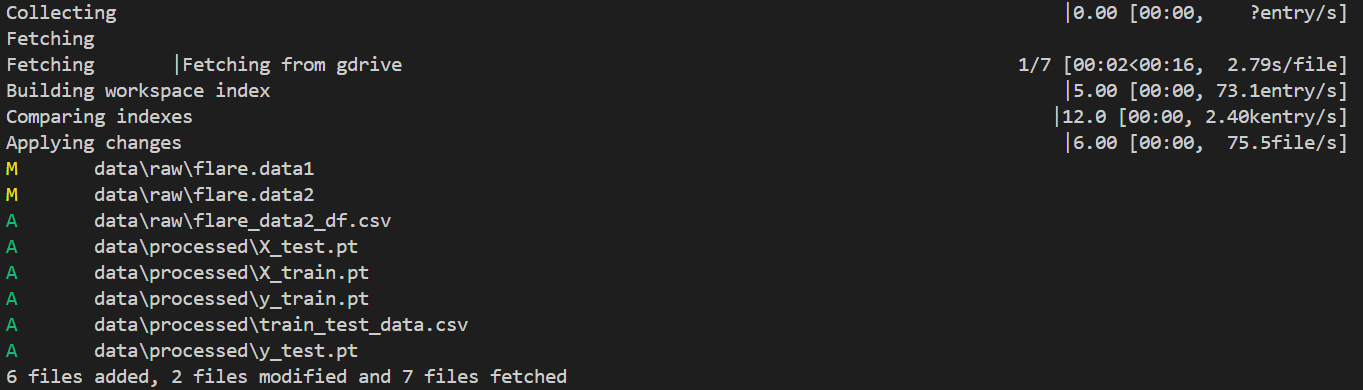 Collecting |0.00 [00:00, ?entry/s]
Fetching
Fetching |Fetching from gdrive 1/7 [00:02<00:16, 2.79s/file]
Building workspace index |5.00 [00:00, 73.1entry/s]
Comparing indexes |12.0 [00:00, 2.40kentry/s]
Applying changes |6.00 [00:00, 75.5file/s]
M data\raw\flare.data1
M data\raw\flare.data2
A data\raw\flare_data2_df.csv
A data\processed\X_test.pt
A data\processed\X_train.pt
A data\processed\y_train.pt
A data\processed\train_test_data.csv
A data\processed\y_test.pt
6 files added, 2 files modified and 7 files fetched